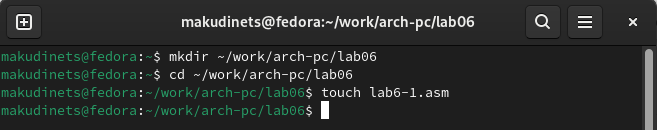 makudinets@fedora:~/work/arch-pc/lab06
makudinets@fedora:~$ mkdir ~/work/arch-pc/lab06
makudinets@fedora:~$ cd ~/work/arch-pc/lab06
makudinets@fedora:~/work/arch-pc/lab06$ touch lab6-1.asm
makudinets@fedora:~/work/arch-pc/lab06$